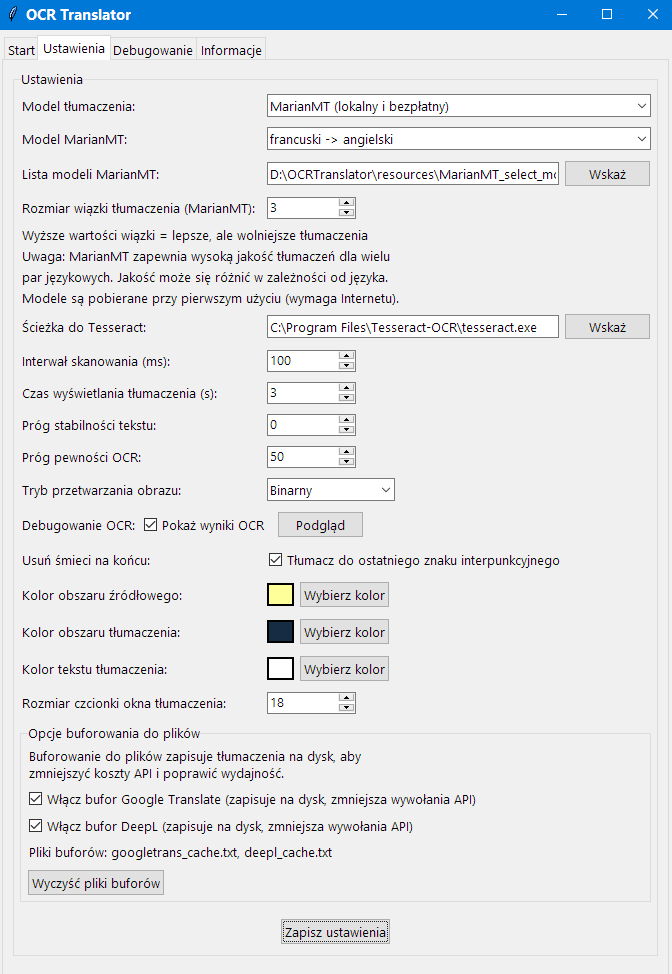 OCR Translator
Start Ustawienia Debugowanie Informacje
Ustawienia
Model tłumaczenia: MarianMT (lokalny i bezpłatny)
Model MarianMT: francuski -> angielski
Lista modeli MarianMT: D:\OCRTranslator\resources\MarianMT_select_mo Wskaż
Rozmiar wiązki tłumaczenia (MarianMT): 3
Wyższe wartości wiązki = lepsze, ale wolniejsze tłumaczenia
Uwaga: MarianMT zapewnia wysoką jakość tłumaczeń dla wielu
par językowych. Jakość może się różnić w zależności od języka.
Modele są pobierane przy pierwszym użyciu (wymaga Internetu).
Ścieżka do Tesseract: C:\Program Files\Tesseract-OCR\tesseract.exe Wskaż
Interwał skanowania (ms): 100
Czas wyświetlania tłumaczenia (s): 3
Próg stabilności tekstu: 0
Próg pewności OCR: 50
Tryb przetwarzania obrazu: Binarny
Debugowanie OCR: Pokaż wyniki OCR Podgląd
Usuń śmieci na końcu: Tłumacz do ostatniego znaku interpunkcyjnego
Kolor obszaru źródłowego: Wybierz kolor
Kolor obszaru tłumaczenia: Wybierz kolor
Kolor tekstu tłumaczenia: Wybierz kolor
Rozmiar czcionki okna tłumaczenia: 18
Opcje buforowania do plików
Buforowanie do plików zapisuje tłumaczenia na dysk, aby
zmniejszyć koszty API i poprawić wydajność.
Włącz bufor Google Translate (zapisuje na dysk, zmniejsza wywołania API)
Włącz bufor DeepL (zapisuje na dysk, zmniejsza wywołania API)
Pliki buforów: googletrans_cache.txt, deepl_cache.txt
Wyczyść pliki buforów
Zapisz ustawienia